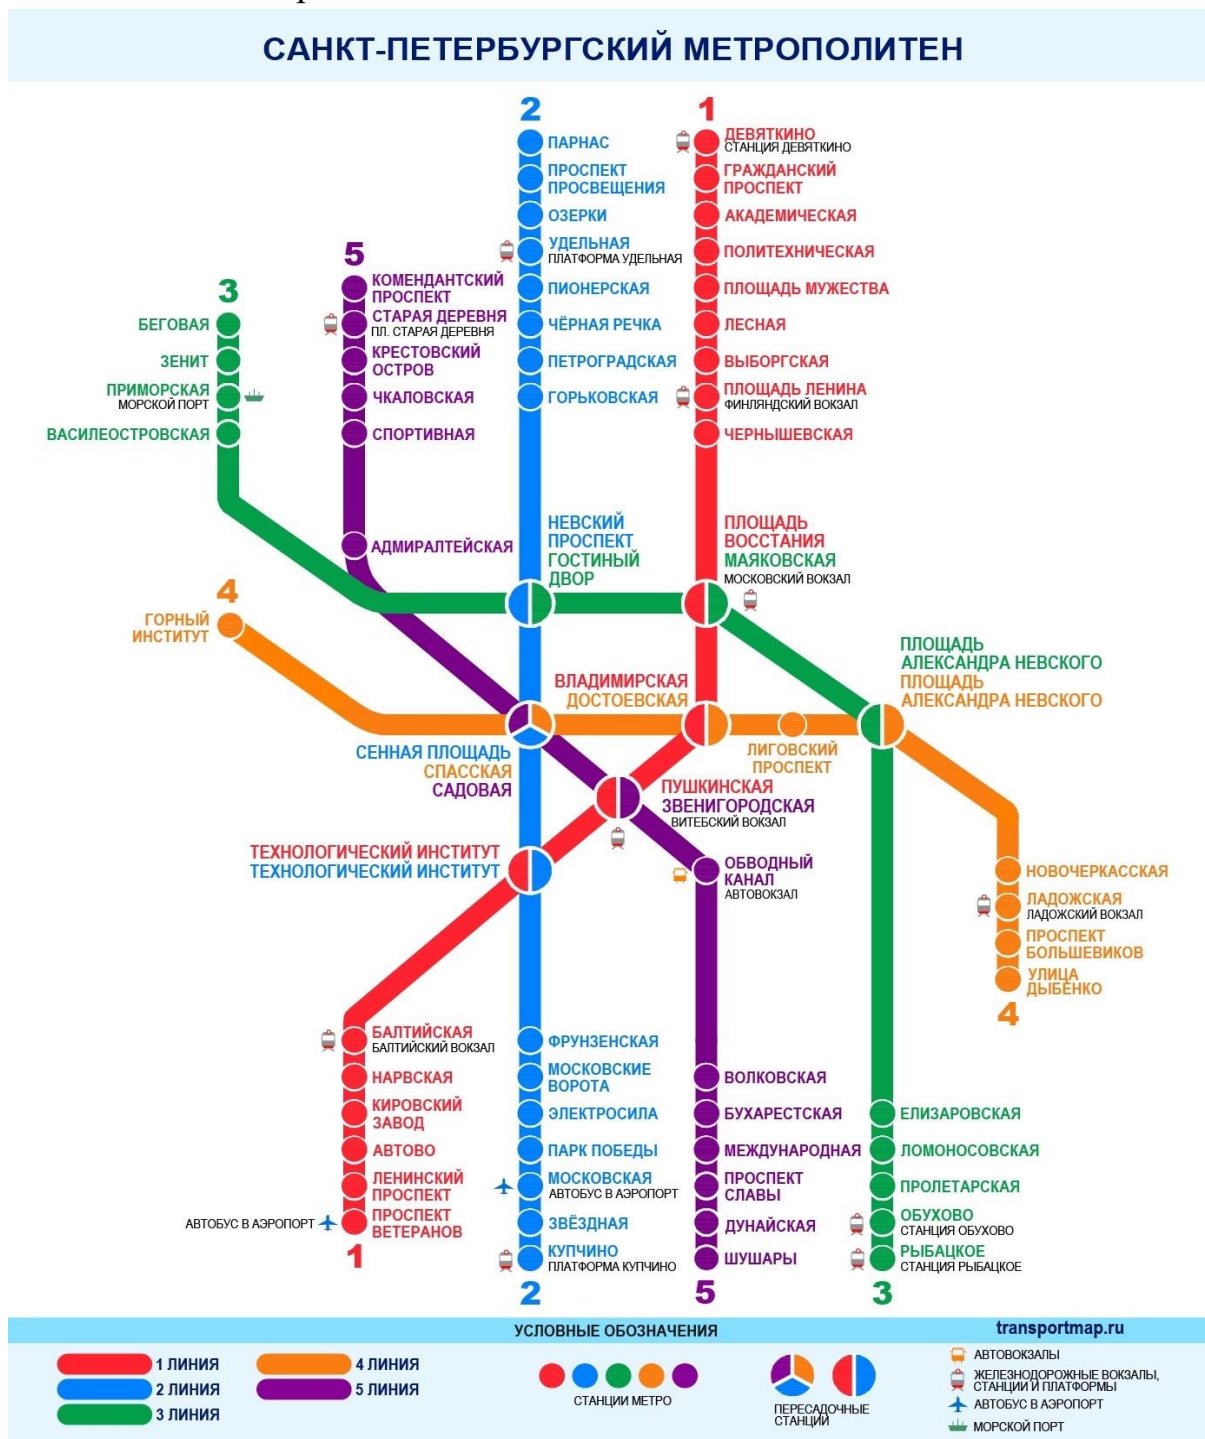 САНКТ-ПЕТЕРБУРГСКИЙ МЕТРОПОЛИТЕН
2
1
ПАРНАС
ПРОСПЕКТ
ПРОСВЕЩЕНИЯ
ОЗЕРКИ
УДЕЛЬНАЯ
ПЛАТФОРМА УДЕЛЬНАЯ
ПИОНЕРСКАЯ
ЧЁРНАЯ РЕЧКА
ПЕТРОГРАДСКАЯ
ГОРЬКОВСКАЯ
ДЕВЯТКИНО
СТАНЦИЯ ДЕВЯТКИНО
ГРАЖДАНСКИЙ
ПРОСПЕКТ
АКАДЕМИЧЕСКАЯ
ПОЛИТЕХНИЧЕСКАЯ
ПЛОЩАДЬ МУЖЕСТВА
ЛЕСНАЯ
ВЫБОРГСКАЯ
ПЛОЩАДЬ ЛЕНИНА
ФИНЛЯНДСКИЙ ВОКЗАЛ
ЧЕРНЫШЕВСКАЯ
5
КОМЕНДАНТСКИЙ
ПРОСПЕКТ
СТАРАЯ ДЕРЕВНЯ
ПЛ. СТАРАЯ ДЕРЕВНЯ
КРЕСТОВСКИЙ
ОСТРОВ
ЧКАЛОВСКАЯ
СПОРТИВНАЯ
АДМИРАЛТЕЙСКАЯ
3
БЕГОВАЯ
ЗЕНИТ
ПРИМОРСКАЯ
МОРСКОЙ ПОРТ
ВАСИЛЕОСТРОВСКАЯ
НЕВСКИЙ
ПРОСПЕКТ
ГОСТИНЫЙ
ДВОР
ПЛОЩАДЬ
ВОССТАНИЯ
МАЯКОВСКАЯ
МОСКОВСКИЙ ВОКЗАЛ
4
ГОРНЫЙ
ИНСТИТУТ
ПЛОЩАДЬ
АЛЕКСАНДРА НЕВСКОГО
ПЛОЩАДЬ
АЛЕКСАНДРА НЕВСКОГО
ВЛАДИМИРСКАЯ
ДОСТОЕВСКАЯ
ЛИГОВСКИЙ
ПРОСПЕКТ
СЕННАЯ ПЛОЩАДЬ
СПАССКАЯ
САДОВАЯ
ПУШКИНСКАЯ
ЗВЕНИГОРОДСКАЯ
ВИТЕБСКИЙ ВОКЗАЛ
ТЕХНОЛОГИЧЕСКИЙ ИНСТИТУТ
ТЕХНОЛОГИЧЕСКИЙ ИНСТИТУТ
ОБВОДНЫЙ
КАНАЛ
АВТОВОКЗАЛ
НОВОЧЕРКАССКАЯ
ЛАДОЖСКАЯ
ЛАДОЖСКИЙ ВОКЗАЛ
ПРОСПЕКТ
БОЛЬШЕВИКОВ
УЛИЦА
ДЫБЕНКО
4
БАЛТИЙСКАЯ
БАЛТИЙСКИЙ ВОКЗАЛ
НАРВСКАЯ
КИРОВСКИЙ
ЗАВОД
АВТОВО
ЛЕНИНСКИЙ
ПРОСПЕКТ
АВТОБУС В АЭРОПОРТ
ПРОСПЕКТ
ВЕТЕРАНОВ
1
ФРУНЗЕНСКАЯ
МОСКОВСКИЕ
ВОРОТА
ЭЛЕКТРОСИЛА
ПАРК ПОБЕДЫ
МОСКОВСКАЯ
АВТОБУС В АЭРОПОРТ
ЗВЁЗДНАЯ
КУПЧИНО
ПЛАТФОРМА КУПЧИНО
2
ВОЛКОВСКАЯ
БУХАРЕСТСКАЯ
МЕЖДУНАРОДНАЯ
ПРОСПЕКТ
СЛАВЫ
ДУНАЙСКАЯ
ШУШАРЫ
5
ЕЛИЗАРОВСКАЯ
ЛОМОНОСОВСКАЯ
ПРОЛЕТАРСКАЯ
ОБУХОВО
СТАНЦИЯ ОБУХОВО
РЫБАЦКОЕ
СТАНЦИЯ РЫБАЦКОЕ
3
УСЛОВНЫЕ ОБОЗНАЧЕНИЯ
transportmap.ru
1 ЛИНИЯ
2 ЛИНИЯ
3 ЛИНИЯ
4 ЛИНИЯ
5 ЛИНИЯ
СТАНЦИИ МЕТРО
ПЕРЕСАДОЧНЫЕ
СТАНЦИЙ
АВТОВОКЗАЛЫ
ЖЕЛЕЗНОДОРОЖНЫЕ ВОКЗАЛЫ,
СТАНЦИИ И ПЛАТФОРМЫ
АВТОБУС В АЭРОПОРТ
МОРСКОЙ ПОРТ